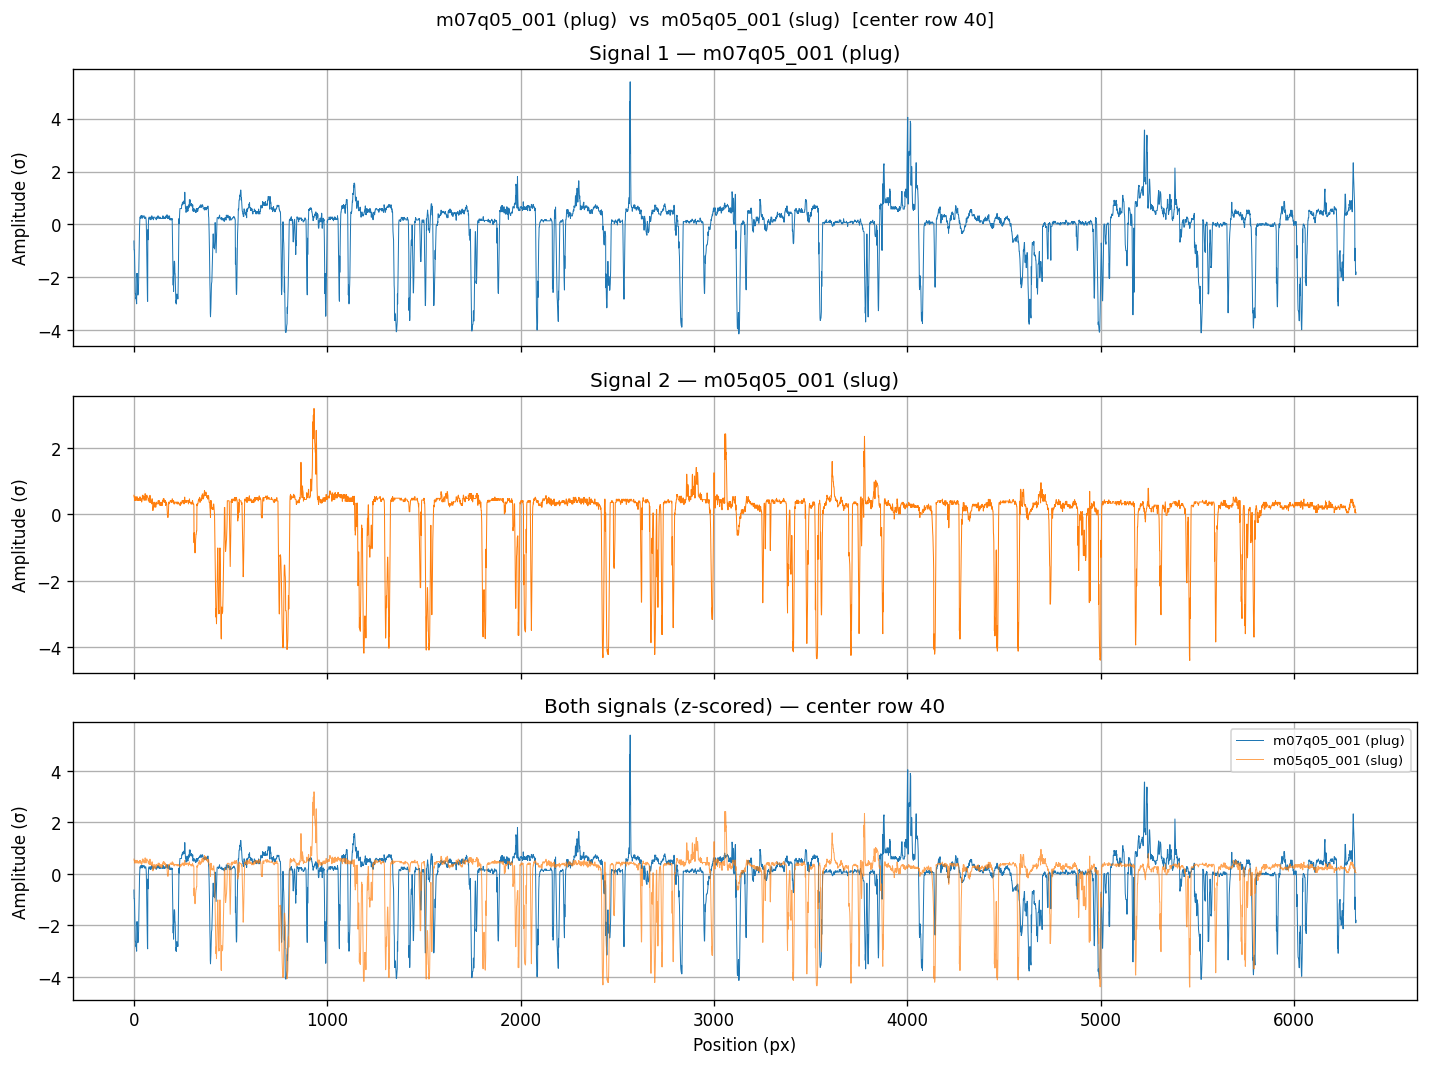 m07q05_001 (plug)  vs  m05q05_001 (slug)  [center row 40]
Signal 1 — m07q05_001 (plug)
Amplitude (σ)
4
2
0
−2
−4
Signal 2 — m05q05_001 (slug)
Amplitude (σ)
2
0
−2
−4
Both signals (z-scored) — center row 40
Amplitude (σ)
4
2
0
−2
−4
m07q05_001 (plug)
m05q05_001 (slug)
0 1000 2000 3000 4000 5000 6000
Position (px)